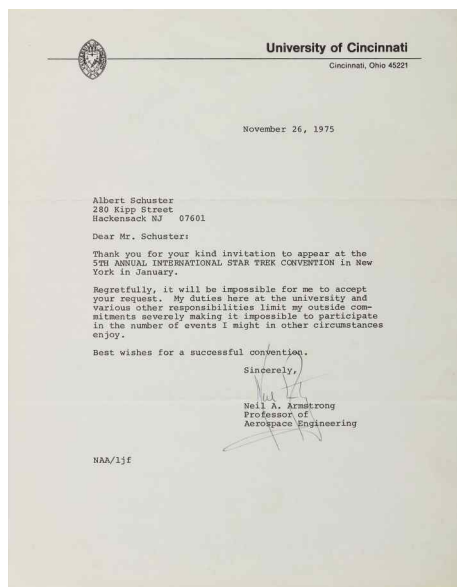 University of Cincinnati
Cincinnati, Ohio 45221
November 26, 1975
Albert Schuster
280 Kipp Street
Hackensack NJ 07601
Dear Mr. Schuster:
Thank you for your kind invitation to appear at the
5TH ANNUAL INTERNATIONAL STAR TREK CONVENTION in New
York in January.
Regretfully, it will be impossible for me to accept
your request. My duties here at the university and
various other responsibilities limit my outside com-
mitments severely making it impossible to participate
in the number of events I might in other circumstances
enjoy.
Best wishes for a successful convention.
Sincerely,
Neil A. Armstrong
Professor of
Aerospace Engineering
NAA/ljf